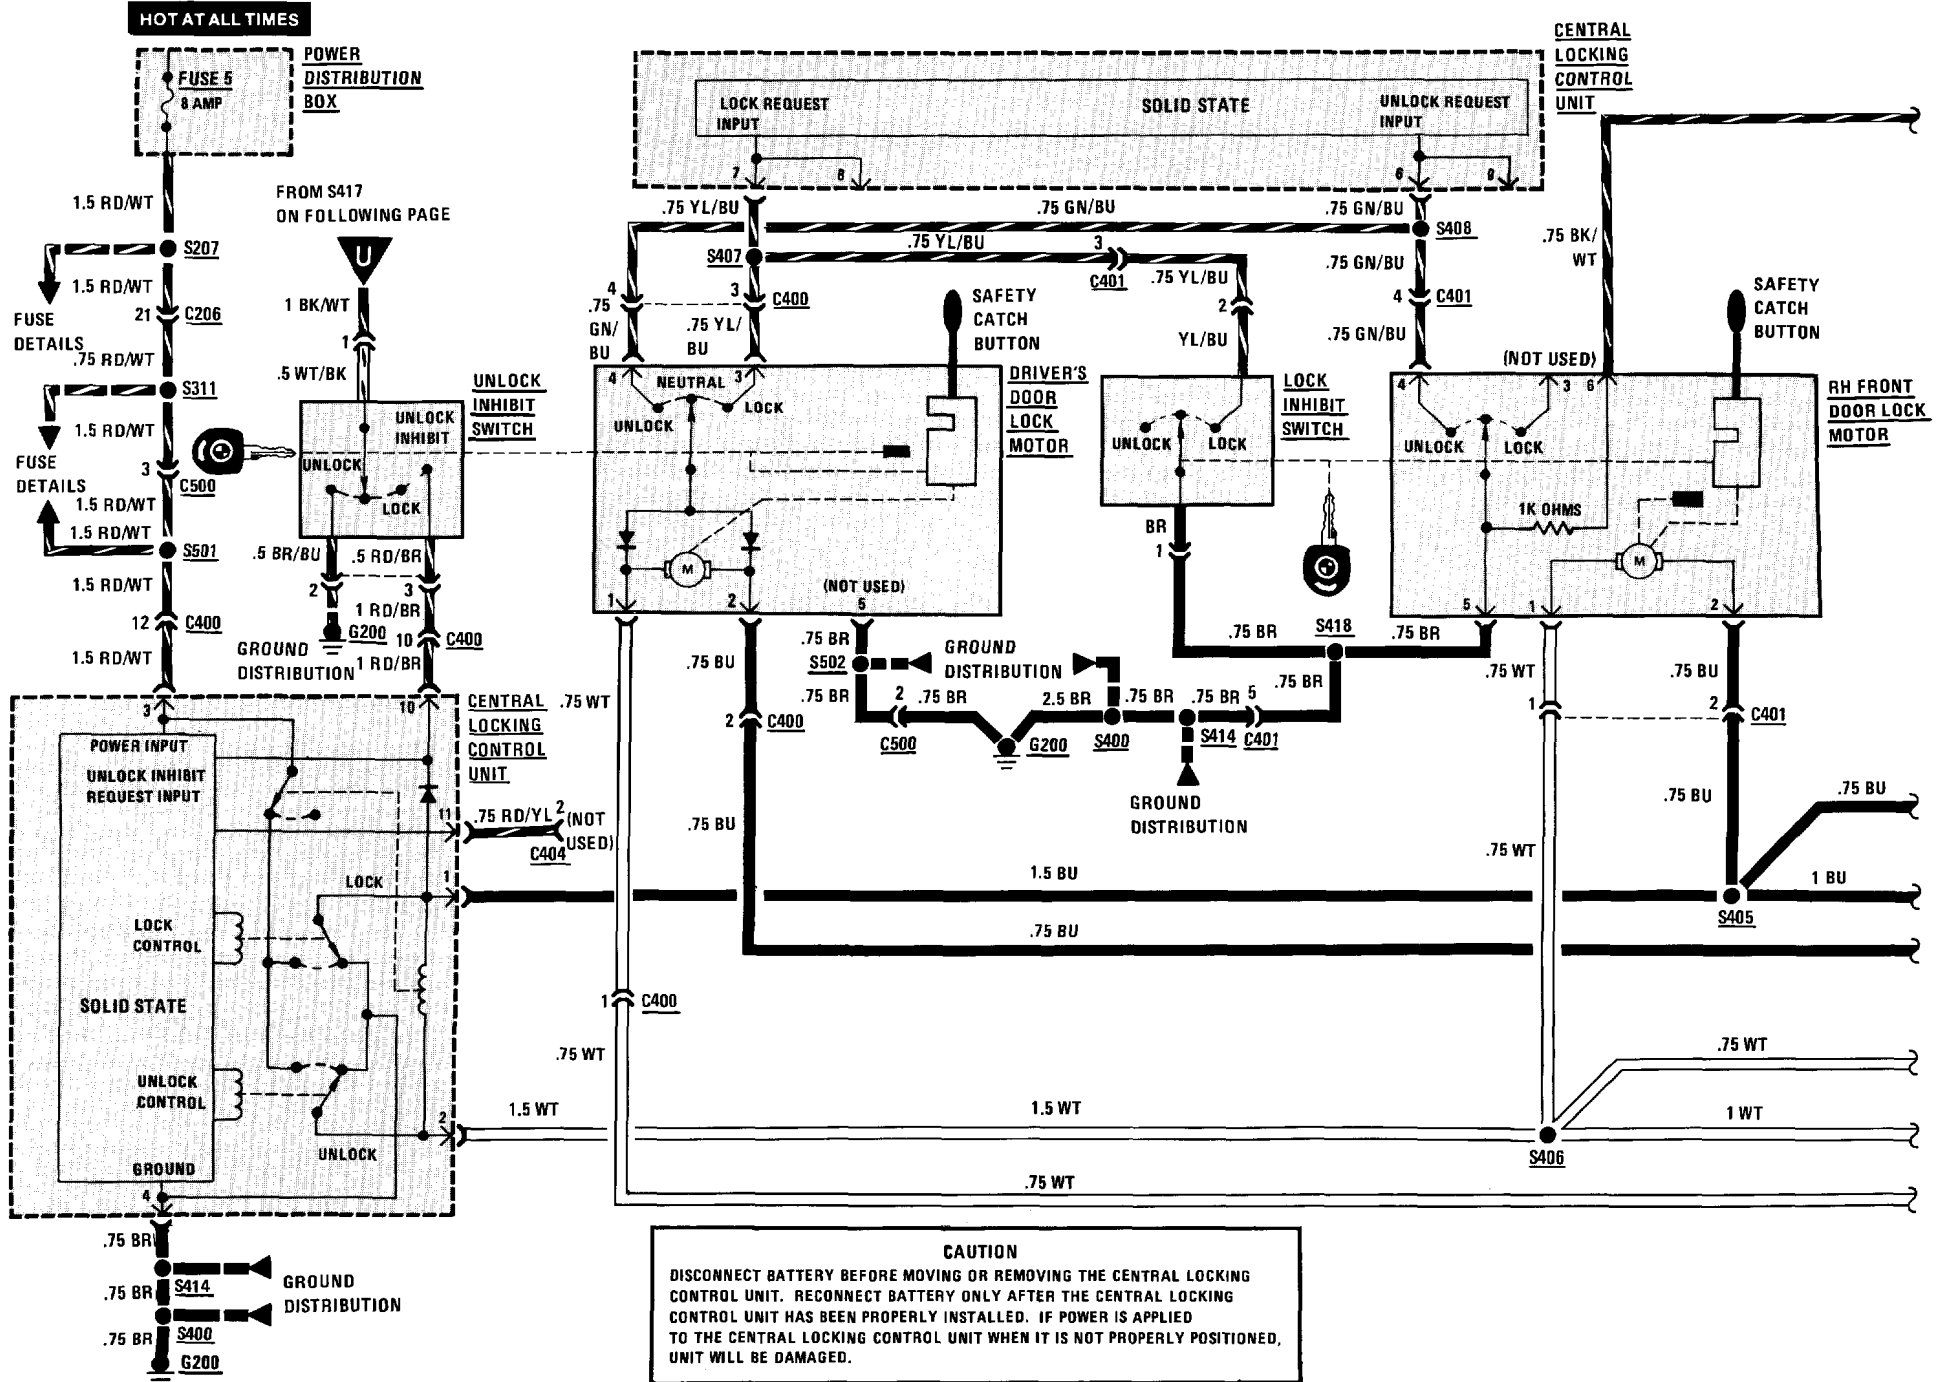 HOT AT ALL TIMES
FUSE 5
8 AMP
POWER
DISTRIBUTION
BOX
1.5 RD/WT
S207
1.5 RD/WT
FUSE
DETAILS
21
C206
.75 RD/WT
S311
1.5 RD/WT
FUSE
DETAILS
3
C500
1.5 RD/WT
1.5 RD/WT
S501
1.5 RD/WT
12
C400
1.5 RD/WT
FROM S417
ON FOLLOWING PAGE
U
1 BK/WT
1
.5 WT/BK
UNLOCK
INHIBIT
SWITCH
UNLOCK
INHIBIT
UNLOCK
LOCK
.5 BR/BU
.5 RD/BR
2
3
G200
1 RD/BR
GROUND
DISTRIBUTION
10
C400
1 RD/BR
CENTRAL
LOCKING
CONTROL
UNIT
LOCK REQUEST
INPUT
SOLID STATE
UNLOCK REQUEST
INPUT
7
8
6
9
.75 YL/BU
.75 GN/BU
.75 GN/BU
S408
S407
.75 YL/BU
3
C401
.75 YL/BU
.75 GN/BU
4
.75
GN/
BU
3
C400
.75 YL/
BU
2
YL/BU
4
C401
.75 GN/BU
.75 BK/
WT
SAFETY
CATCH
BUTTON
SAFETY
CATCH
BUTTON
4
NEUTRAL
3
UNLOCK
LOCK
M
1
2
(NOT USED)
5
DRIVER'S
DOOR
LOCK
MOTOR
UNLOCK
LOCK
LOCK
INHIBIT
SWITCH
BR
1
(NOT USED)
4
3
6
UNLOCK
LOCK
1K OHMS
M
5
1
2
RH FRONT
DOOR LOCK
MOTOR
.75 WT
.75 BU
2
C400
.75 BU
.75 BR
S502
.75 BR
GROUND
DISTRIBUTION
2
C500
.75 BR
G200
2.5 BR
S400
.75 BR
S414
.75 BR
5
C401
.75 BR
.75 BR
S418
.75 BR
GROUND
DISTRIBUTION
.75 WT
.75 BU
1
2
C401
.75 WT
.75 BU
.75 BU
1.5 BU
1 BU
S405
.75 BU
1
C400
.75 WT
.75 WT
1.5 WT
1.5 WT
1 WT
S406
.75 WT
3
10
CENTRAL
LOCKING
CONTROL
UNIT
POWER INPUT
UNLOCK INHIBIT
REQUEST INPUT
11
.75 RD/YL
2
(NOT
USED)
C404
LOCK
1
LOCK
CONTROL
SOLID STATE
UNLOCK
CONTROL
2
UNLOCK
GROUND
4
.75 BR
S414
.75 BR
S400
.75 BR
G200
GROUND
DISTRIBUTION
CAUTION
DISCONNECT BATTERY BEFORE MOVING OR REMOVING THE CENTRAL LOCKING
CONTROL UNIT. RECONNECT BATTERY ONLY AFTER THE CENTRAL LOCKING
CONTROL UNIT HAS BEEN PROPERLY INSTALLED. IF POWER IS APPLIED
TO THE CENTRAL LOCKING CONTROL UNIT WHEN IT IS NOT PROPERLY POSITIONED,
UNIT WILL BE DAMAGED.